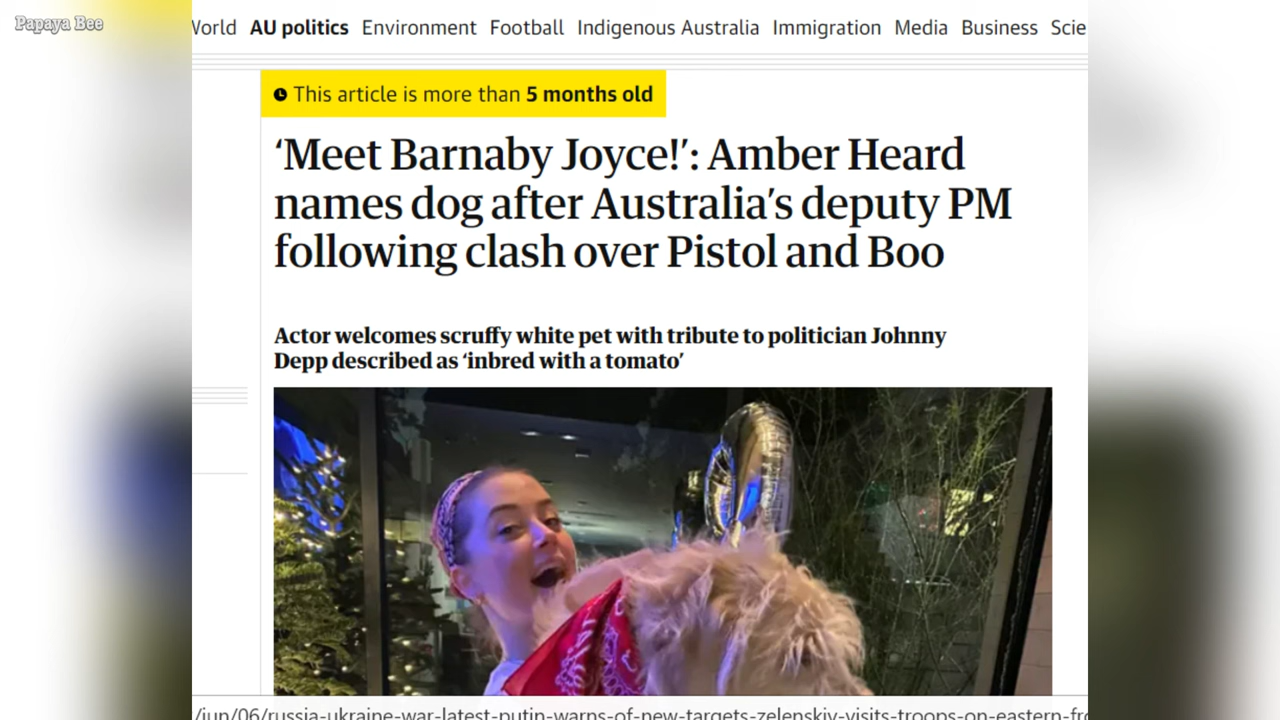 Papaya Bee
World AU politics Environment Football Indigenous Australia Immigration Media Business Scie
This article is more than 5 months old
‘Meet Barnaby Joyce!’: Amber Heard
names dog after Australia’s deputy PM
following clash over Pistol and Boo
Actor welcomes scruffy white pet with tribute to politician Johnny
Depp described as ‘inbred with a tomato’
/jun/06/russia-ukraine-war-latest-putin-warns-of-new-targets-zelenskiy-visits-troops-on-eastern-fro